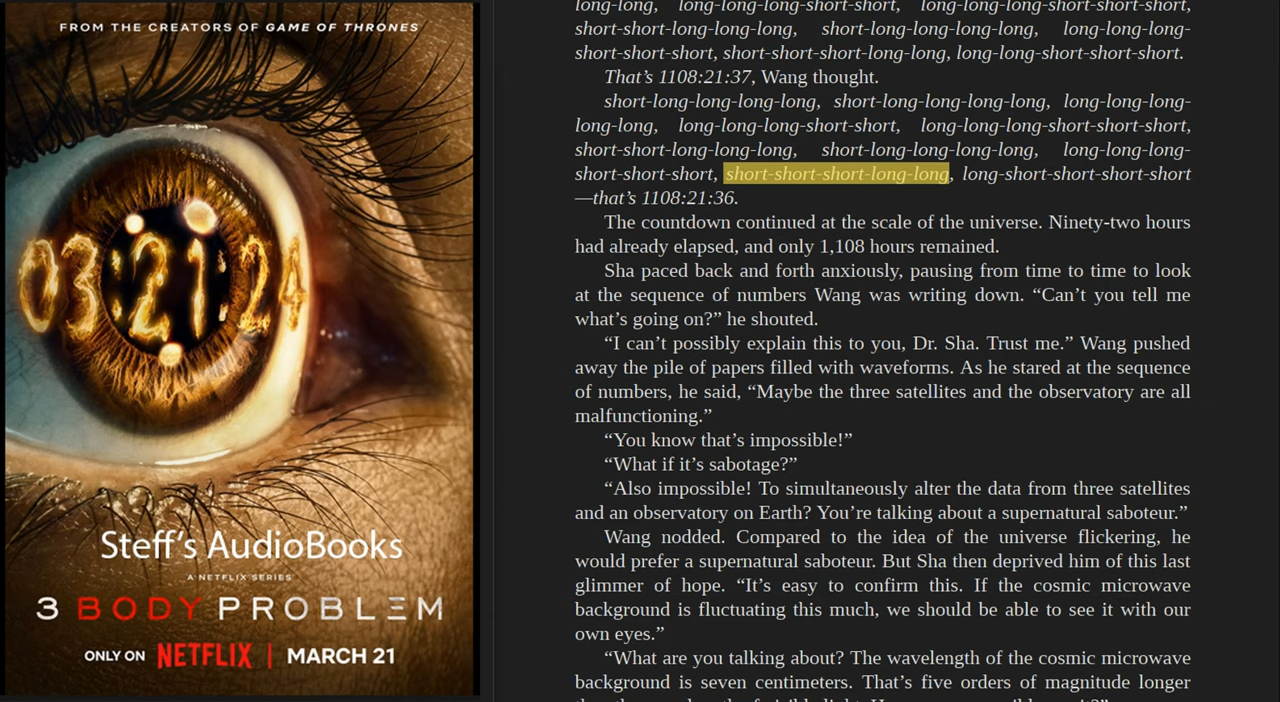 FROM THE CREATORS OF GAME OF THRONES
03:21:24
Steff's AudioBooks
A NETFLIX SERIES
3 BODY PROBLEM
ONLY ON NETFLIX | MARCH 21
long-long, long-long-long-short-short, long-long-long-short-short,
short-short-long-long-long, short-long-long-long-long, long-long-long-
short-short-short, short-short-long-long-long, long-long-short-short-short.
That's 1108:21:37, Wang thought.
short-long-long-long-long, short-long-long-long-long, long-long-long-
long-long, long-long-long-short-short, long-long-long-short-short,
short-short-long-long-long, short-long-long-long-long, long-long-long-
short-short-short, short-short-short-long-long, long-short-short-short-short
—that's 1108:21:36.
The countdown continued at the scale of the universe. Ninety-two hours
had already elapsed, and only 1,108 hours remained.
Sha paced back and forth anxiously, pausing from time to time to look
at the sequence of numbers Wang was writing down. “Can't you tell me
what's going on?” he shouted.
“I can't possibly explain this to you, Dr. Sha. Trust me.” Wang pushed
away the pile of papers filled with waveforms. As he stared at the sequence
of numbers, he said, “Maybe the three satellites and the observatory are all
malfunctioning.”
“You know that's impossible!”
“What if it's sabotage?”
“Also impossible! To simultaneously alter the data from three satellites
and an observatory on Earth? You're talking about a supernatural saboteur.”
Wang nodded. Compared to the idea of the universe flickering, he
would prefer a supernatural saboteur. But Sha then deprived him of this last
glimmer of hope. “It's easy to confirm this. If the cosmic microwave
background is fluctuating this much, we should be able to see it with our
own eyes.”
“What are you talking about? The wavelength of the cosmic microwave
background is seven centimeters. That's five orders of magnitude longer